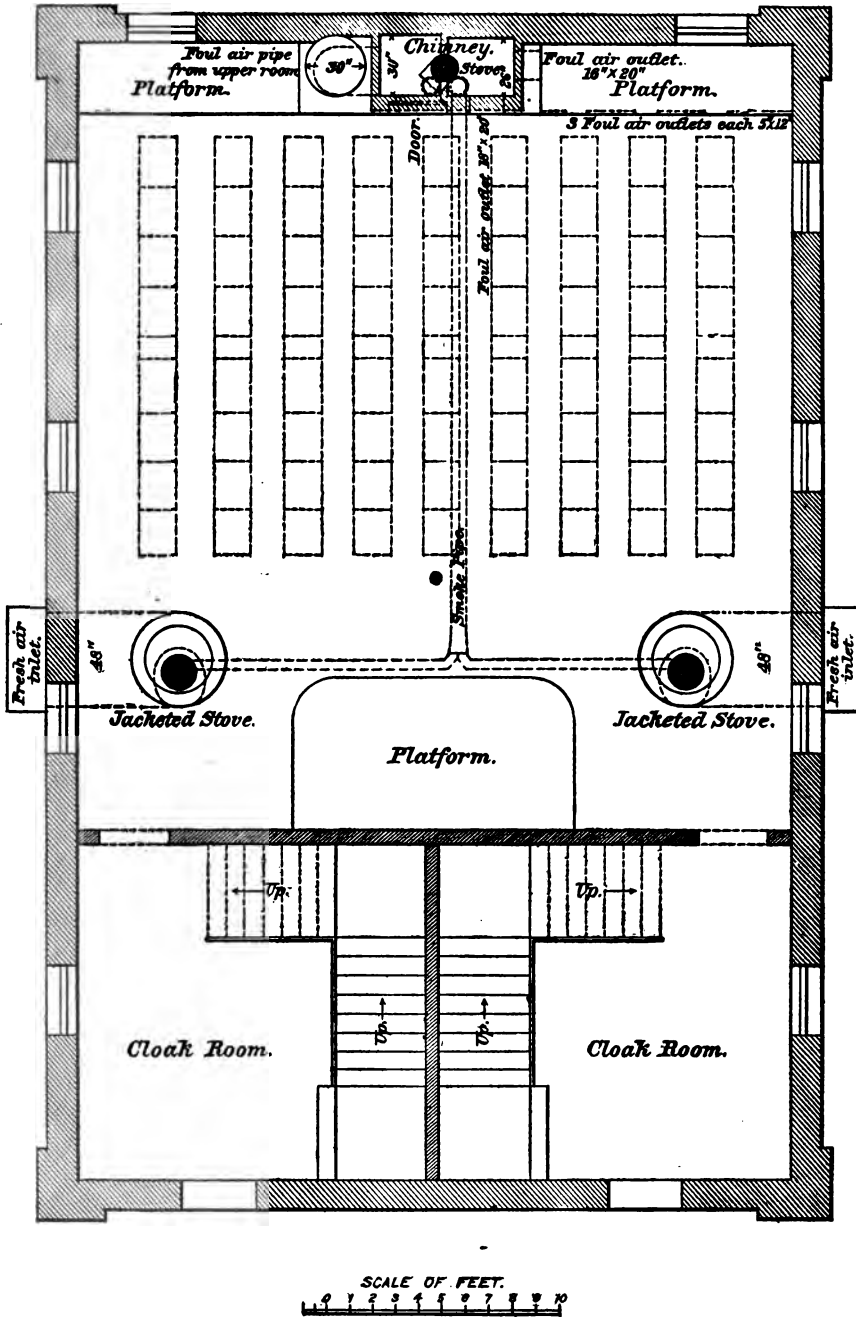 Foul air pipe
from upper room
Platform.
30"
30"
Chimney.
Stove
Foul air outlet.
16"X 20"
Platform.
3 Foul air outlets each 5X12"
Door.
Foul air outlet 16" x 20"
Smoke Pipe.
Fresh air
inlet.
48"
Jacketed Stove.
48"
Fresh air
inlet.
Jacketed Stove.
Platform.
Up.
Up.
Up.
Up.
Cloak Room.
Cloak Room.
SCALE OF FEET.
0 1 2 3 4 5 6 7 8 9 10